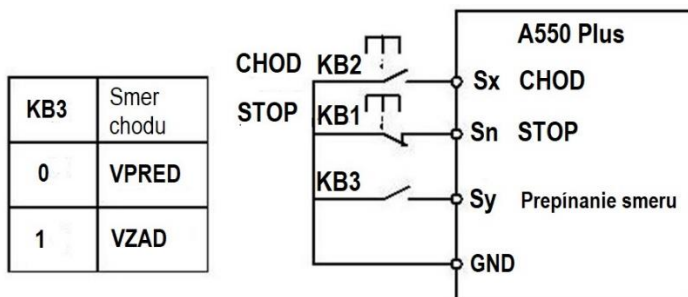 KB3 Smer chodu
0 VPRED
1 VZAD
A550 Plus
CHOD KB2 Sx CHOD
STOP KB1 Sn STOP
KB3 Sy Prepínanie smeru
GND